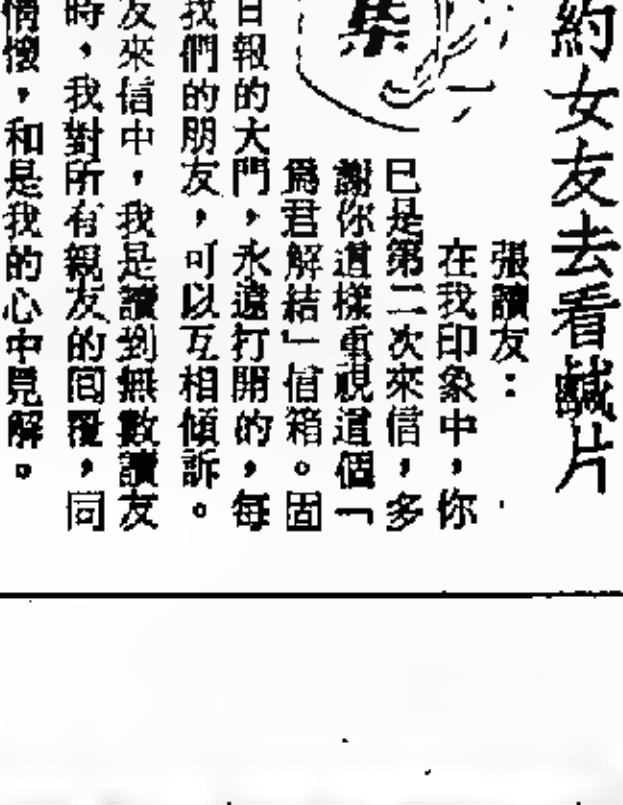 約女友去看鹹片
集
張讀友：
在我印象中，你
已是第二次來信，多
謝你這樣重視這個「
為君解結」信箱。固
日報的大門，永遠打開的，每
找們的朋友，可以互相傾訴。
友來信中，我是讀到無數讀友
時，我對所有親友的回覆，同
情懷，和是我的心中見解。